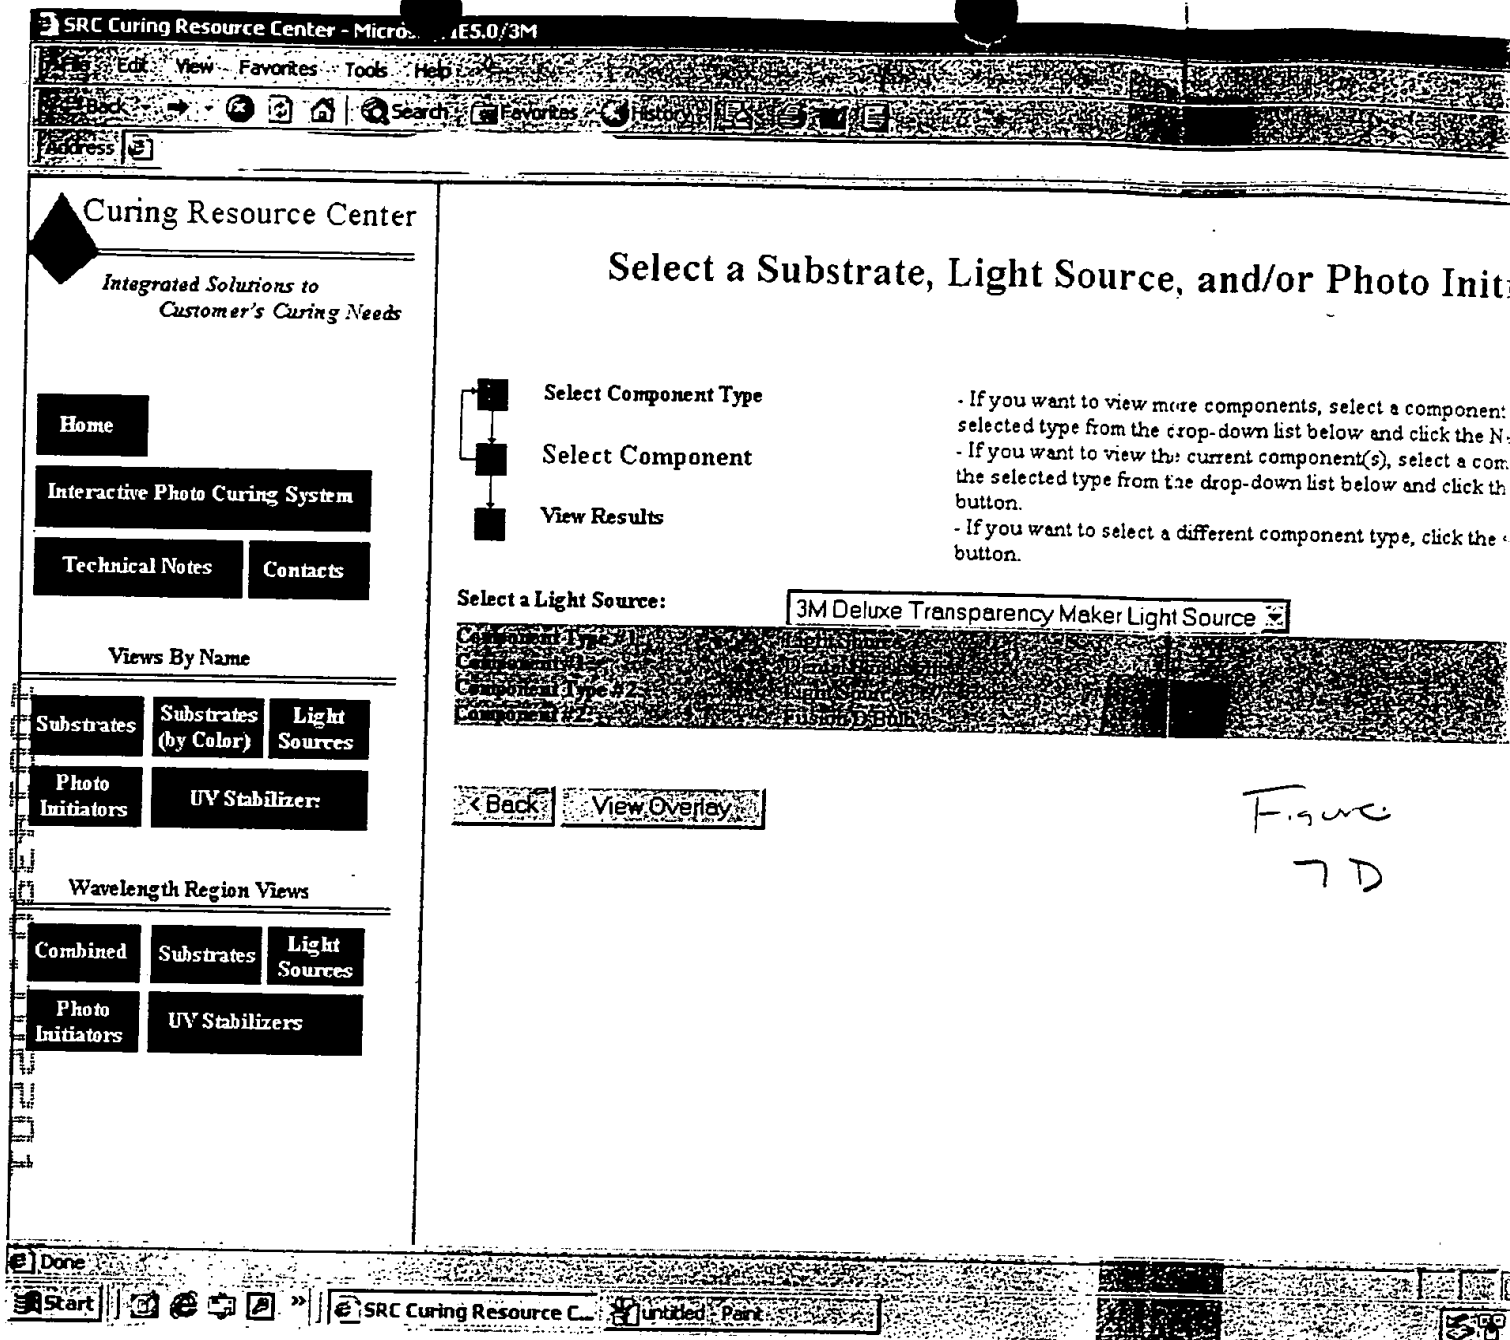 SRC Curing Resource Center - Micros IE5.0/3M
File Edit View Favorites Tools Help
Back Search Favorites History
Address
Curing Resource Center
Integrated Solutions to
Customer's Curing Needs
Home
Interactive Photo Curing System
Technical Notes Contacts
Views By Name
Substrates Substrates (by Color) Light Sources
Photo Initiators UV Stabilizer:
Wavelength Region Views
Combined Substrates Light Sources
Photo Initiators UV Stabilizers
Select a Substrate, Light Source, and/or Photo Init
Select Component Type
Select Component
View Results
- If you want to view more components, select a component
selected type from the drop-down list below and click the N
- If you want to view the current component(s), select a com
the selected type from the drop-down list below and click th
button.
- If you want to select a different component type, click the <
button.
Select a Light Source: 3M Deluxe Transparency Maker Light Source
Component Type #1
Component #1:
Component Type #2: Light Source
Component #2: Fusion D Bulb
< Back View Overlay
Figure
7D
Done
Start » SRC Curing Resource C... untitled - Paint